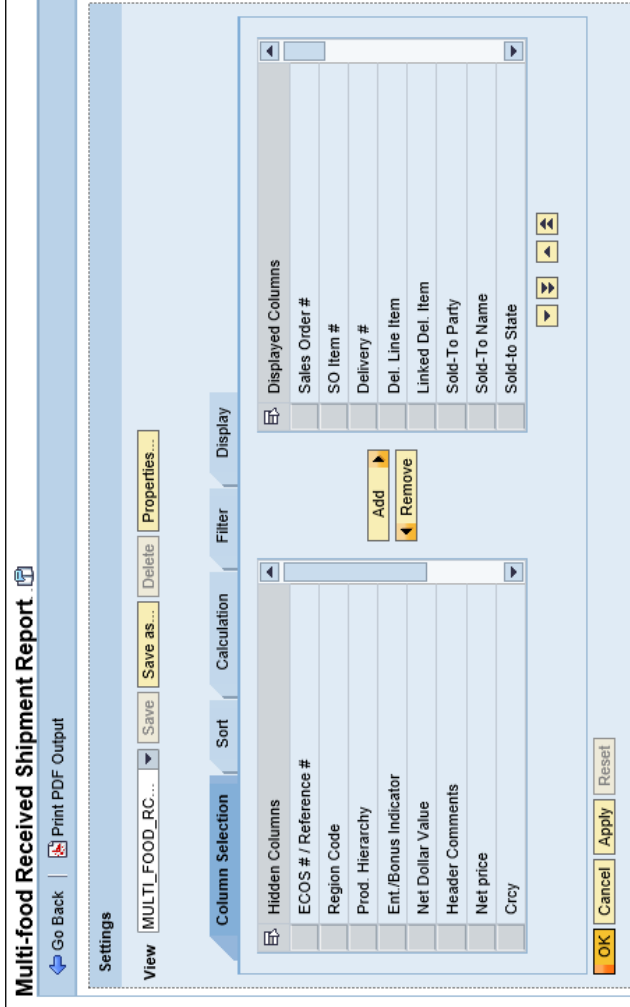 Multi-food Received Shipment Report
Go Back | Print PDF Output
Settings
View MULTI_FOOD_RC... Save Save as... Delete Properties...
Column Selection Sort Calculation Filter Display
Hidden Columns
ECOS # / Reference #
Region Code
Prod. Hierarchy
Ent./Bonus Indicator
Net Dollar Value
Header Comments
Net price
Crcy
Add
Remove
Displayed Columns
Sales Order #
SO Item #
Delivery #
Del. Line Item
Linked Del. Item
Sold-To Party
Sold-To Name
Sold-to State
OK Cancel Apply Reset